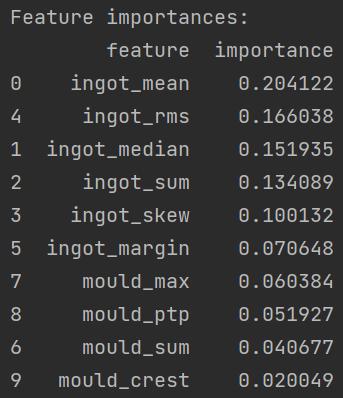 Feature importances:
feature importance
0 ingot_mean 0.204122
4 ingot_rms 0.166038
1 ingot_median 0.151935
2 ingot_sum 0.134089
3 ingot_skew 0.100132
5 ingot_margin 0.070648
7 mould_max 0.060384
8 mould_ptp 0.051927
6 mould_sum 0.040677
9 mould_crest 0.020049